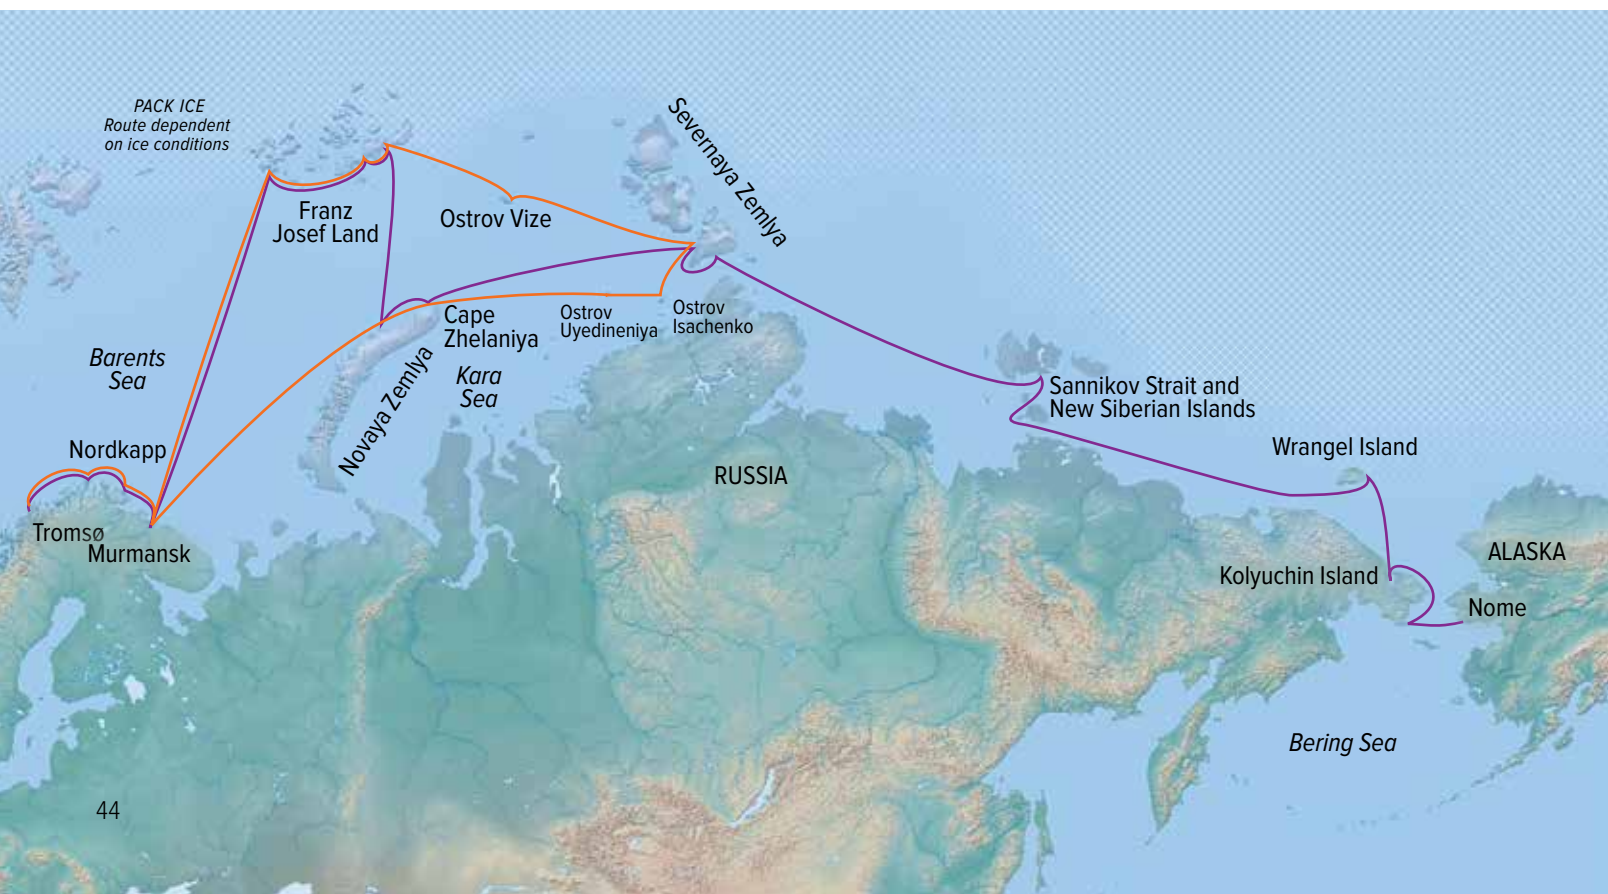 PACK ICE
Route dependent
on ice conditions
Severnaya Zemlya
Franz
Josef Land
Ostrov Vize
Cape
Zhelaniya
Ostrov
Uyedineniya
Ostrov
Isachenko
Barents
Sea
Kara
Sea
Novaya Zemlya
Sannikov Strait and
New Siberian Islands
Nordkapp
Wrangel Island
RUSSIA
Tromsø
Murmansk
ALASKA
Kolyuchin Island
Nome
Bering Sea
44